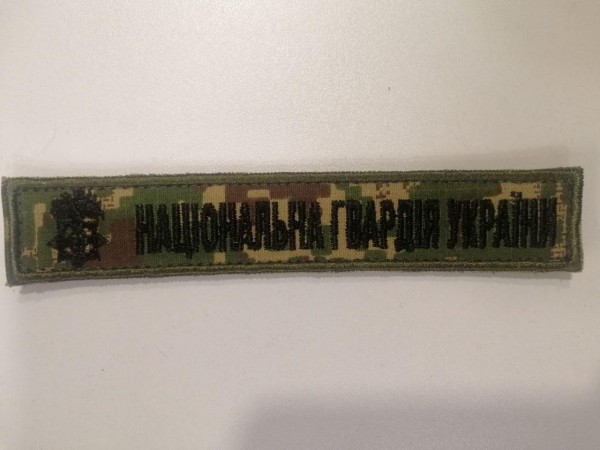 НАЦІОНАЛЬНА ГВАРДІЯ УКРАЇНИ